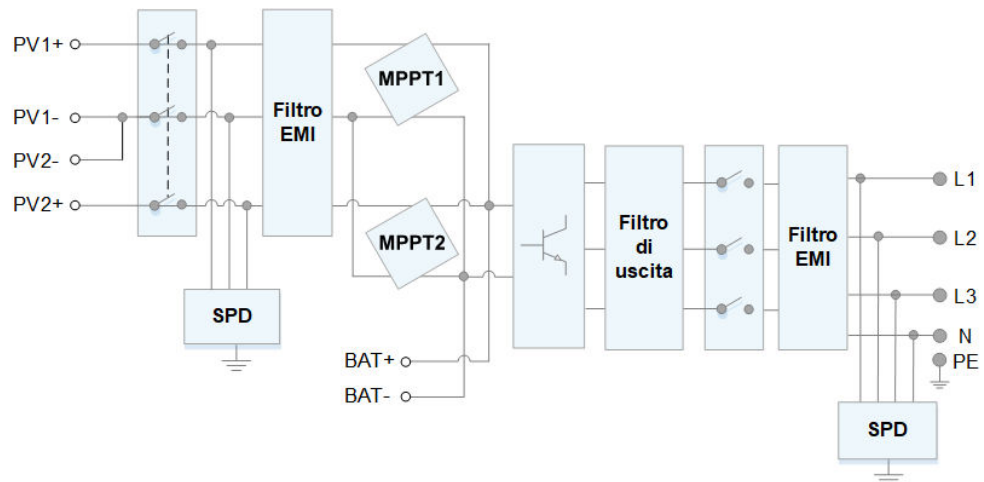 PV1+
PV1-
PV2-
PV2+
Filtro
EMI
MPPT1
MPPT2
SPD
BAT+
BAT-
Filtro
di
uscita
Filtro
EMI
L1
L2
L3
N
PE
SPD